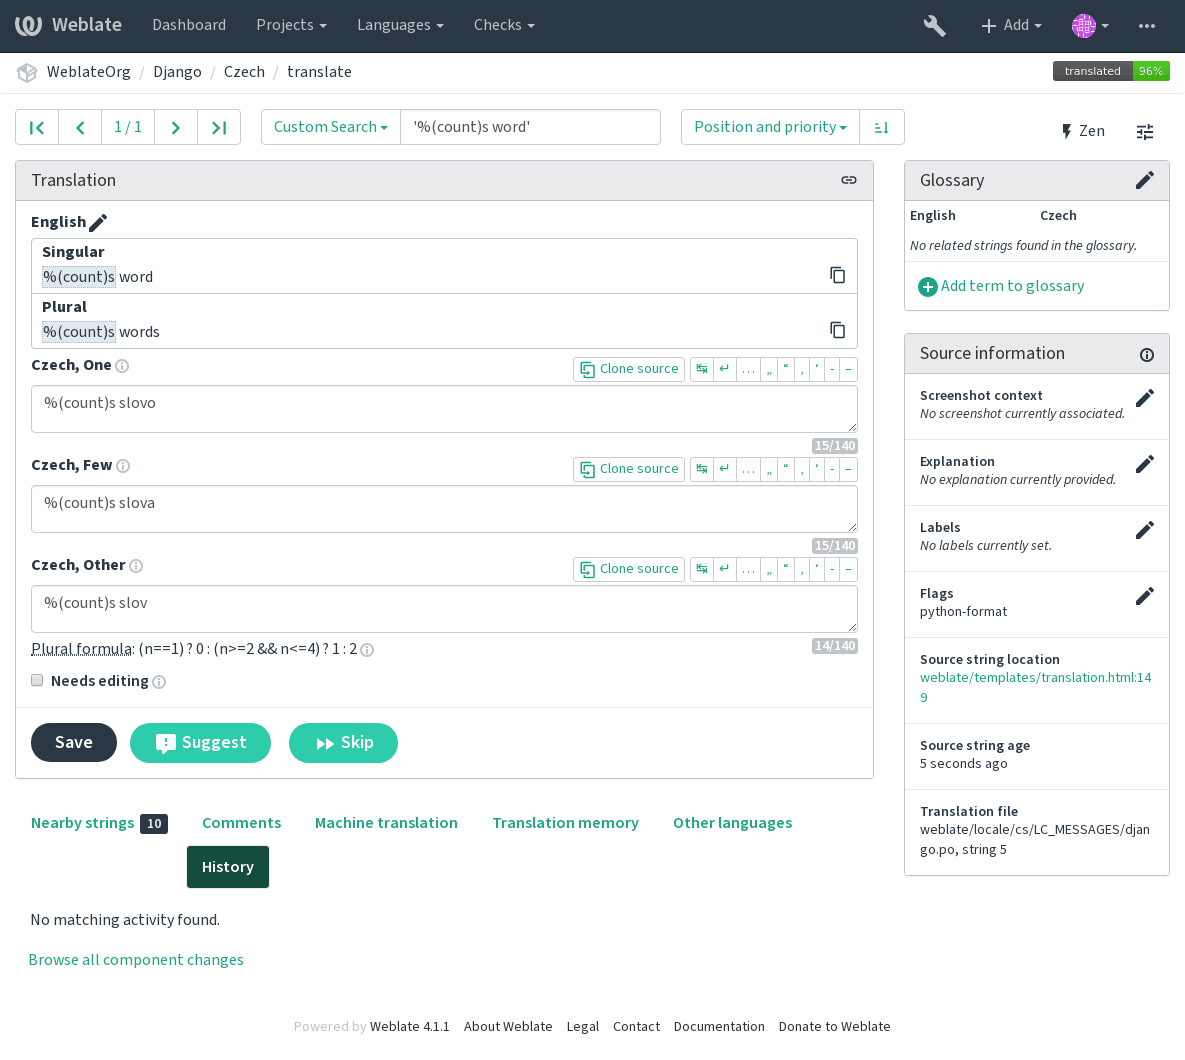 Weblate Dashboard Projects Languages Checks Add
WeblateOrg / Django / Czech / translate translated 96%
1 / 1 Custom Search '%(count)s word' Position and priority Zen
Translation
English
Singular
%(count)s word
Plural
%(count)s words
Czech, One Clone source ↹ ↵ … „ “ ‚ ‘ - –
%(count)s slovo
15/140
Czech, Few Clone source ↹ ↵ … „ “ ‚ ‘ - –
%(count)s slova
15/140
Czech, Other Clone source ↹ ↵ … „ “ ‚ ‘ - –
%(count)s slov
14/140
Plural formula: (n==1) ? 0 : (n>=2 && n<=4) ? 1 : 2
Needs editing
Save Suggest Skip
Glossary
English Czech
No related strings found in the glossary.
Add term to glossary
Source information
Screenshot context
No screenshot currently associated.
Explanation
No explanation currently provided.
Labels
No labels currently set.
Flags
python-format
Source string location
weblate/templates/translation.html:14
9
Source string age
5 seconds ago
Translation file
weblate/locale/cs/LC_MESSAGES/djan
go.po, string 5
Nearby strings 10 Comments Machine translation Translation memory Other languages
History
No matching activity found.
Browse all component changes
Powered by Weblate 4.1.1 About Weblate Legal Contact Documentation Donate to Weblate